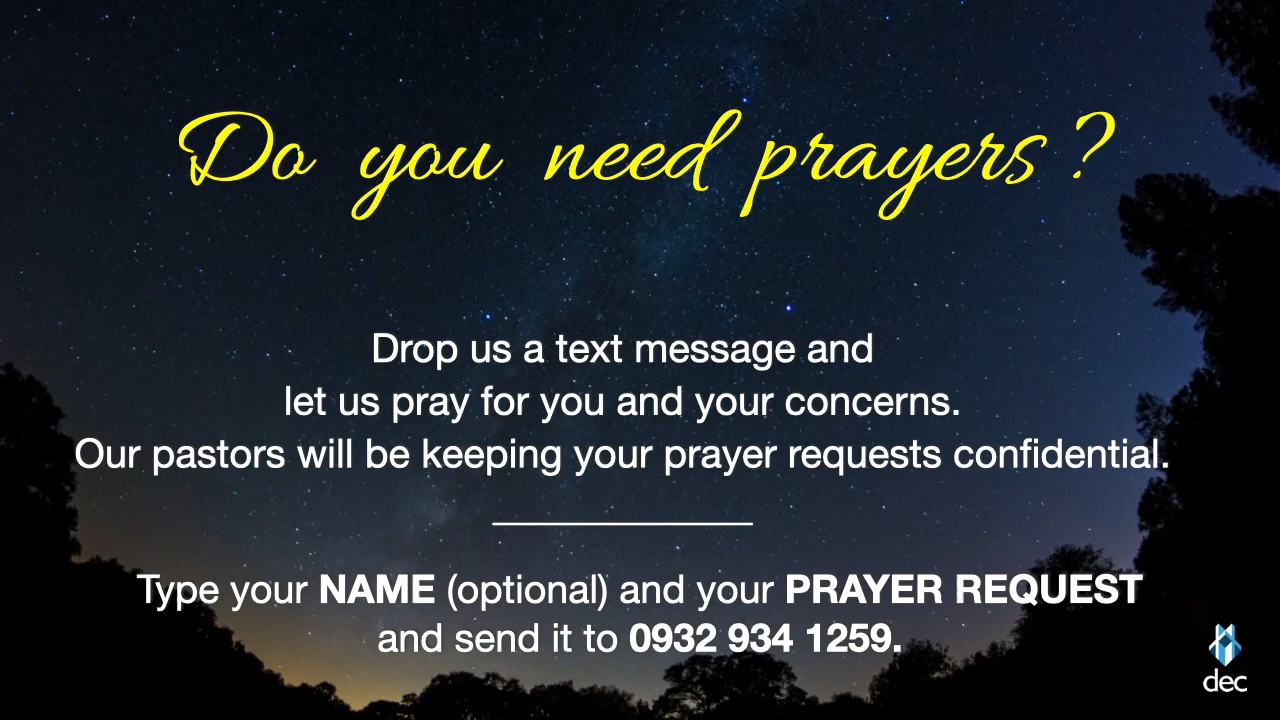 Do you need prayers?
Drop us a text message and
let us pray for you and your concerns.
Our pastors will be keeping your prayer requests confidential.
Type your NAME (optional) and your PRAYER REQUEST
and send it to 0932 934 1259.
dec